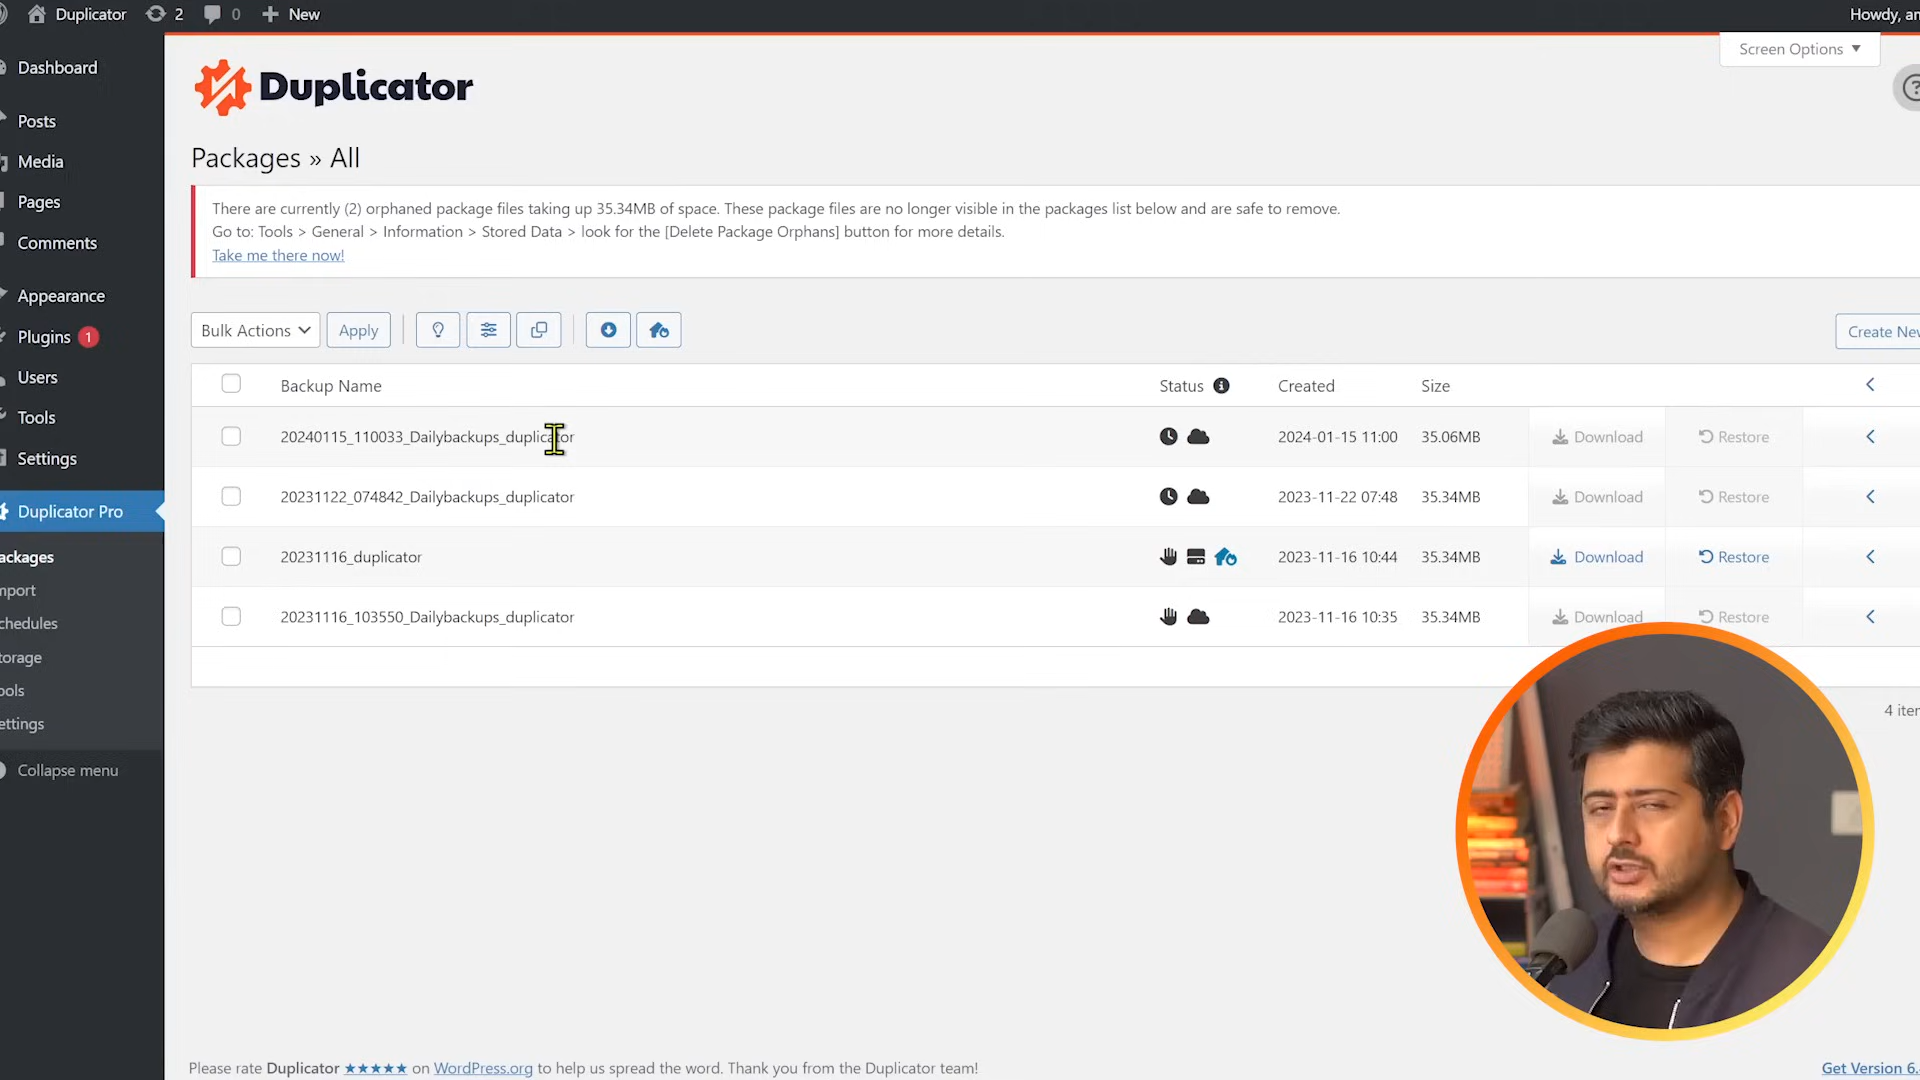 Duplicator 2 0 New Howdy, an
Screen Options
Dashboard
Posts
Media
Pages
Comments
Appearance
Plugins 1
Users
Tools
Settings
Duplicator Pro
ackages
mport
chedules
torage
ools
ettings
Collapse menu
Duplicator
Packages » All
There are currently (2) orphaned package files taking up 35.34MB of space. These package files are no longer visible in the packages list below and are safe to remove.
Go to: Tools > General > Information > Stored Data > look for the [Delete Package Orphans] button for more details.
Take me there now!
Bulk Actions Apply Create New
Backup Name Status Created Size
20240115_110033_Dailybackups_duplicator 2024-01-15 11:00 35.06MB Download Restore
20231122_074842_Dailybackups_duplicator 2023-11-22 07:48 35.34MB Download Restore
20231116_duplicator 2023-11-16 10:44 35.34MB Download Restore
20231116_103550_Dailybackups_duplicator 2023-11-16 10:35 35.34MB Download Restore
4 iter
Please rate Duplicator ★★★★★ on WordPress.org to help us spread the word. Thank you from the Duplicator team! Get Version 6.